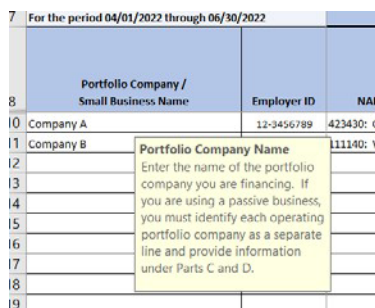 7 For the period 04/01/2022 through 06/30/2022
Portfolio Company /
8 Small Business Name Employer ID NA
10 Company A 12-3456789 423430:
11 Company B 111140:
Portfolio Company Name
Enter the name of the portfolio
company you are financing. If
you are using a passive business,
you must identify each operating
portfolio company as a separate
line and provide information
under Parts C and D.
12
13
14
15
16
17
18
19